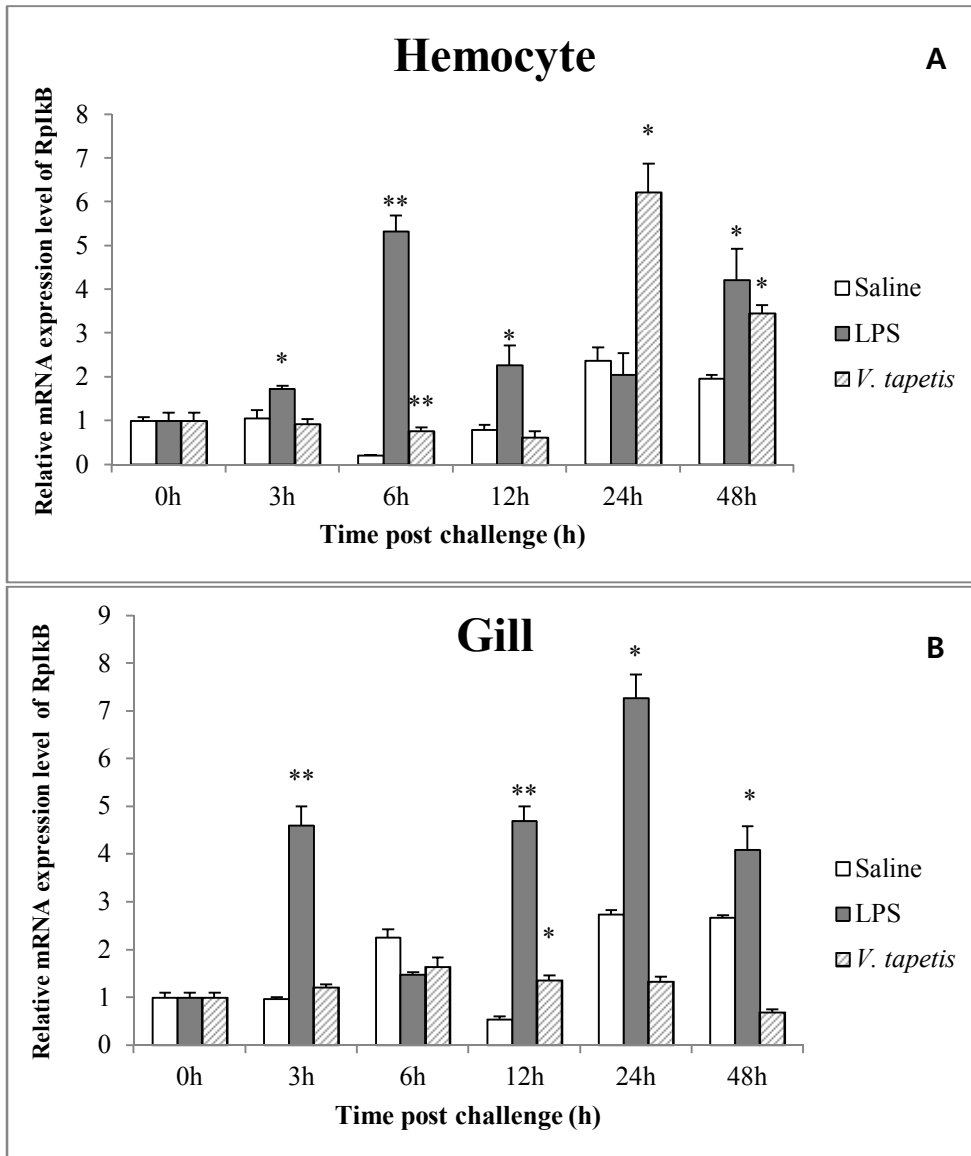 Hemocyte
A
Relative mRNA expression level of RpIkB
8
7
6
5
4
3
2
1
0
*
**
**
*
*
*
*
Saline
LPS
V. tapetis
0h 3h 6h 12h 24h 48h
Time post challenge (h)
Gill
B
Relative mRNA expression level of RpIkB
9
8
7
6
5
4
3
2
1
0
**
**
*
*
*
Saline
LPS
V. tapetis
0h 3h 6h 12h 24h 48h
Time post challenge (h)